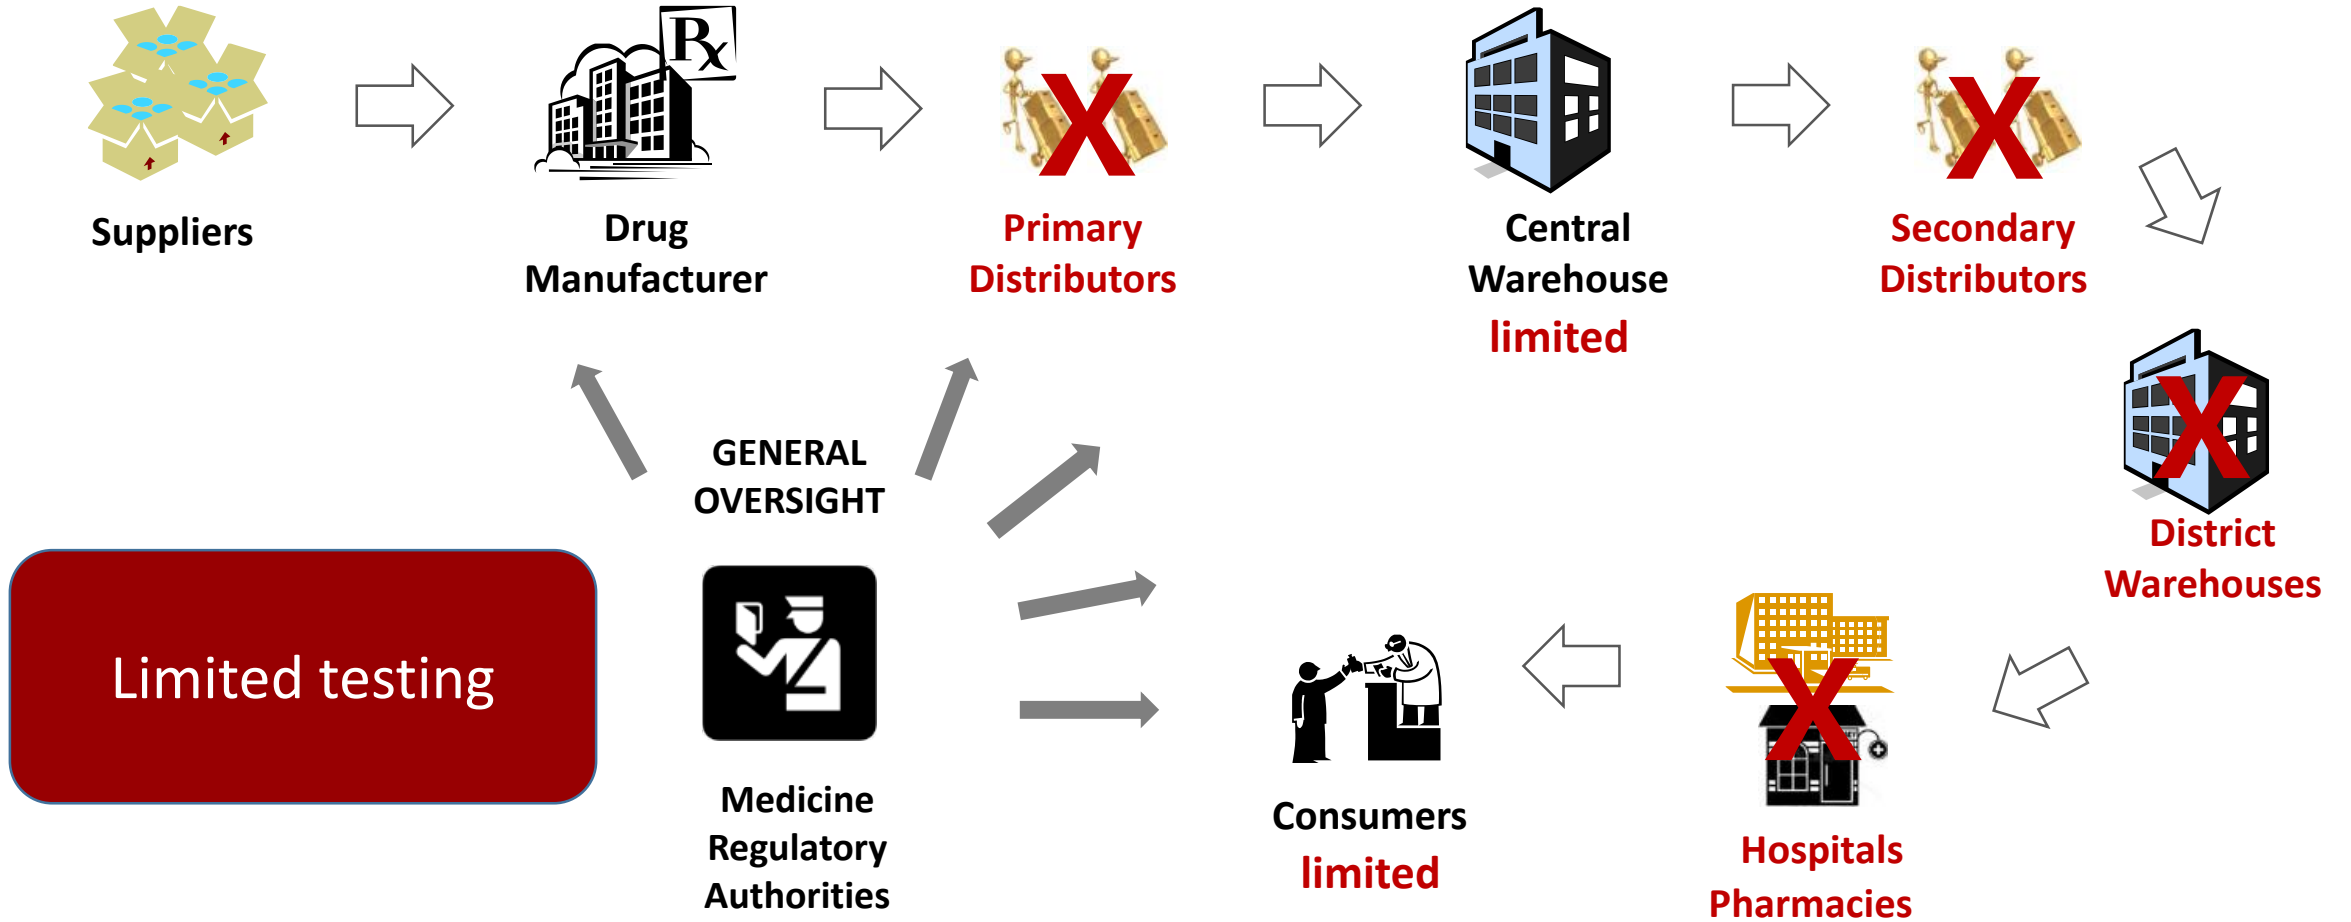 Rx
Suppliers
Drug
Manufacturer
X
Primary
Distributors
Central
Warehouse
limited
X
Secondary
Distributors
X
District
Warehouses
X
Hospitals
Pharmacies
Consumers
limited
GENERAL
OVERSIGHT
Medicine
Regulatory
Authorities
Limited testing